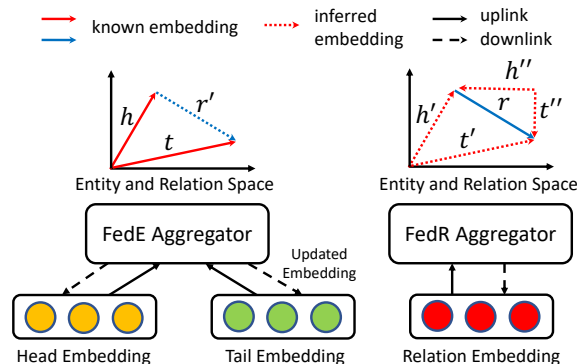 known embedding
inferred
embedding
uplink
downlink
h
r'
t
h'
h''
r
t'
t''
Entity and Relation Space
Entity and Relation Space
FedE Aggregator
FedR Aggregator
Updated
Embedding
Head Embedding
Tail Embedding
Relation Embedding